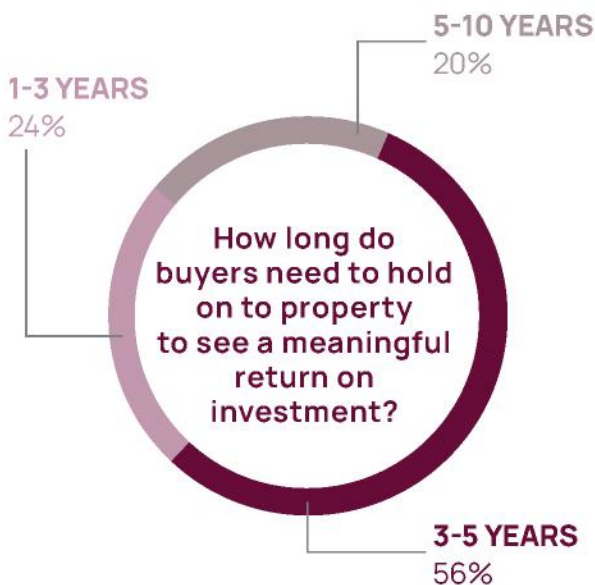 5-10 YEARS
20%
1-3 YEARS
24%
How long do
buyers need to hold
on to property
to see a meaningful
return on
investment?
3-5 YEARS
56%